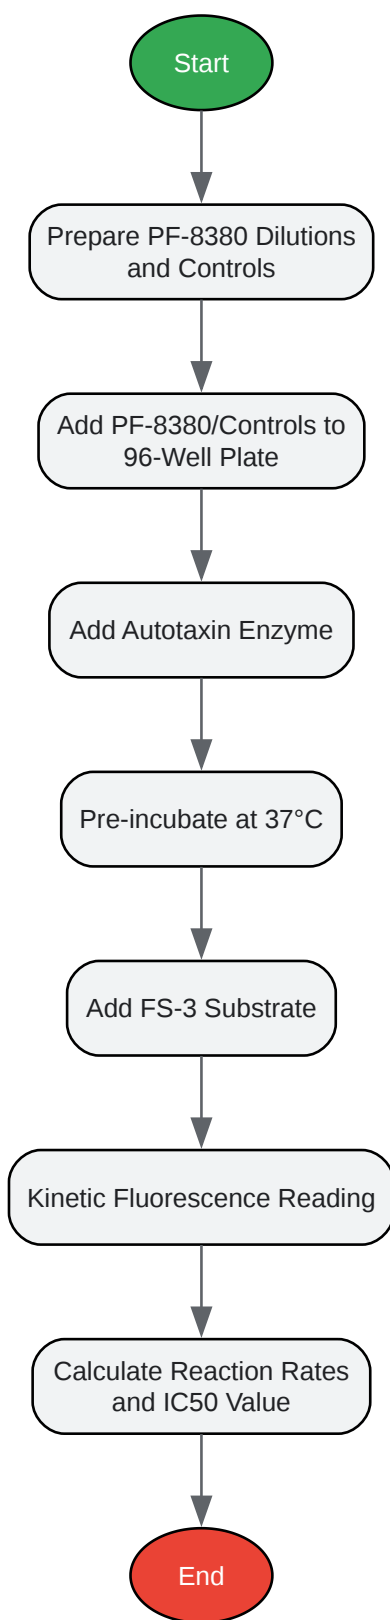 Start
Prepare PF-8380 Dilutions
and Controls
Add PF-8380/Controls to
96-Well Plate
Add Autotaxin Enzyme
Pre-incubate at 37°C
Add FS-3 Substrate
Kinetic Fluorescence Reading
Calculate Reaction Rates
and IC50 Value
End